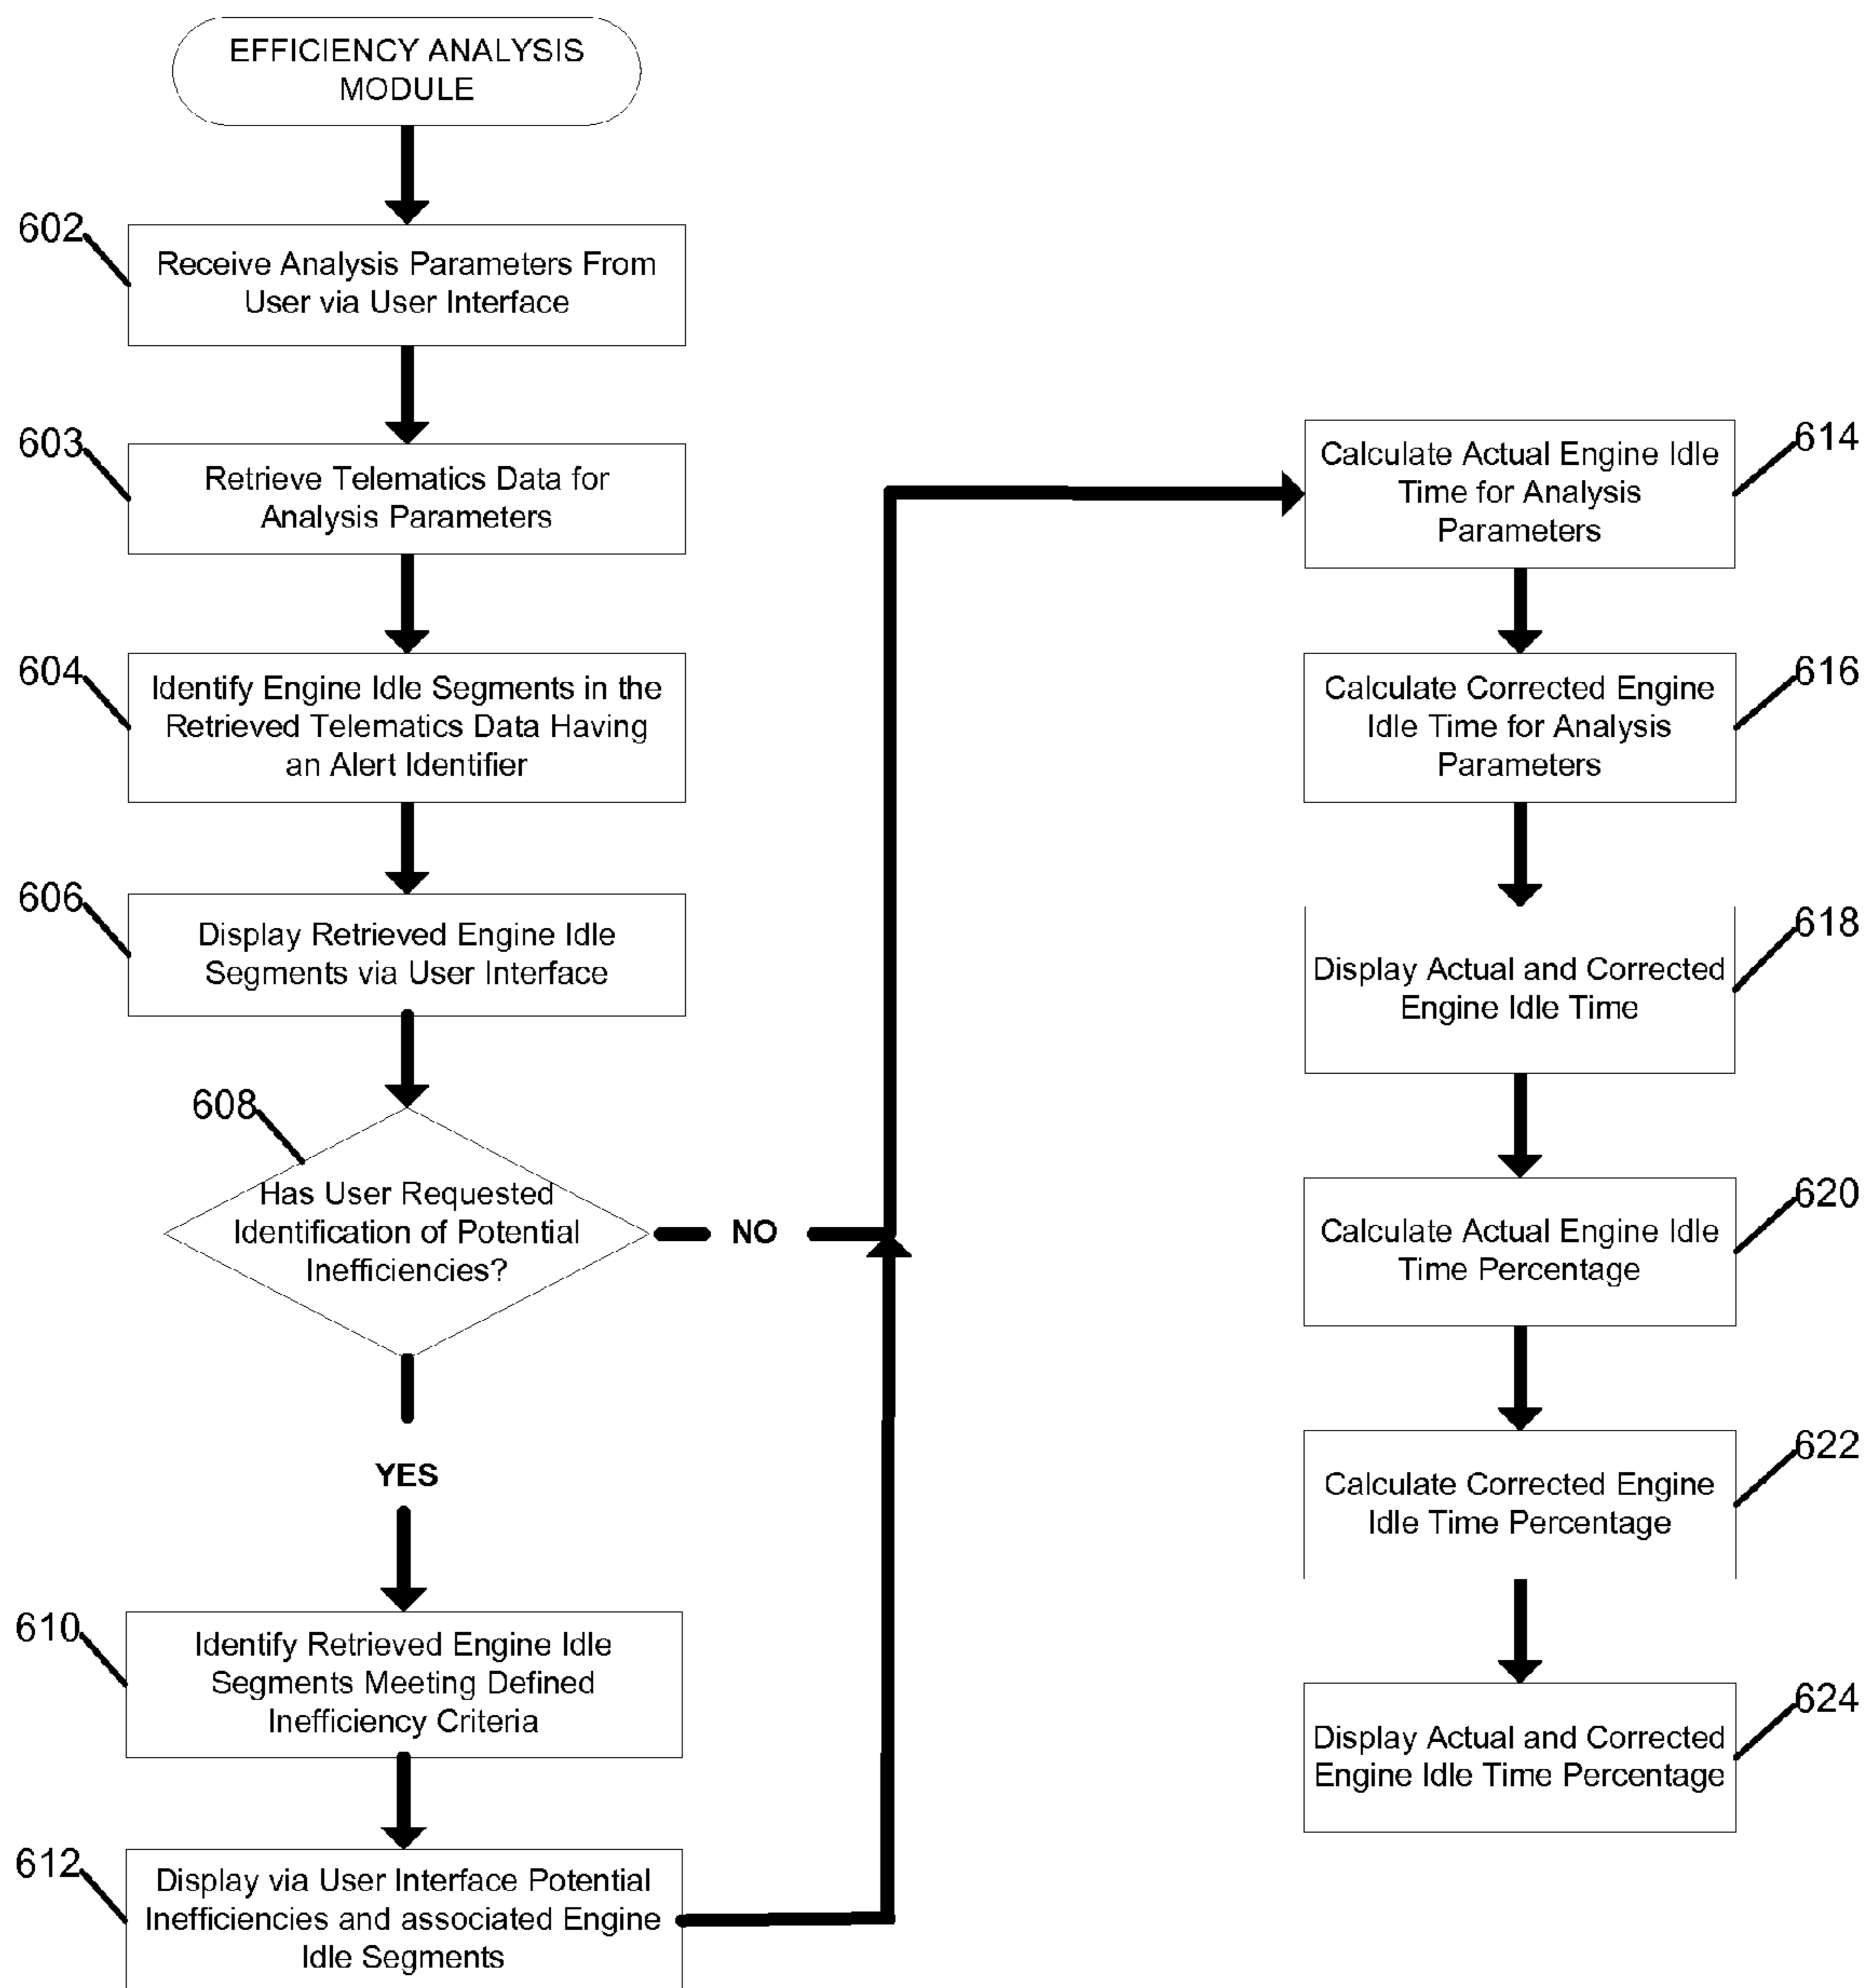 EFFICIENCY ANALYSIS
MODULE
602
Receive Analysis Parameters From
User via User Interface
603
Retrieve Telematics Data for
Analysis Parameters
604
Identify Engine Idle Segments in the
Retrieved Telematics Data Having
an Alert Identifier
606
Display Retrieved Engine Idle
Segments via User Interface
608
Has User Requested
Identification of Potential
Inefficiencies?
NO
YES
610
Identify Retrieved Engine Idle
Segments Meeting Defined
Inefficiency Criteria
612
Display via User Interface Potential
Inefficiencies and associated Engine
Idle Segments
614
Calculate Actual Engine Idle
Time for Analysis
Parameters
616
Calculate Corrected Engine
Idle Time for Analysis
Parameters
618
Display Actual and Corrected
Engine Idle Time
620
Calculate Actual Engine Idle
Time Percentage
622
Calculate Corrected Engine
Idle Time Percentage
624
Display Actual and Corrected
Engine Idle Time Percentage